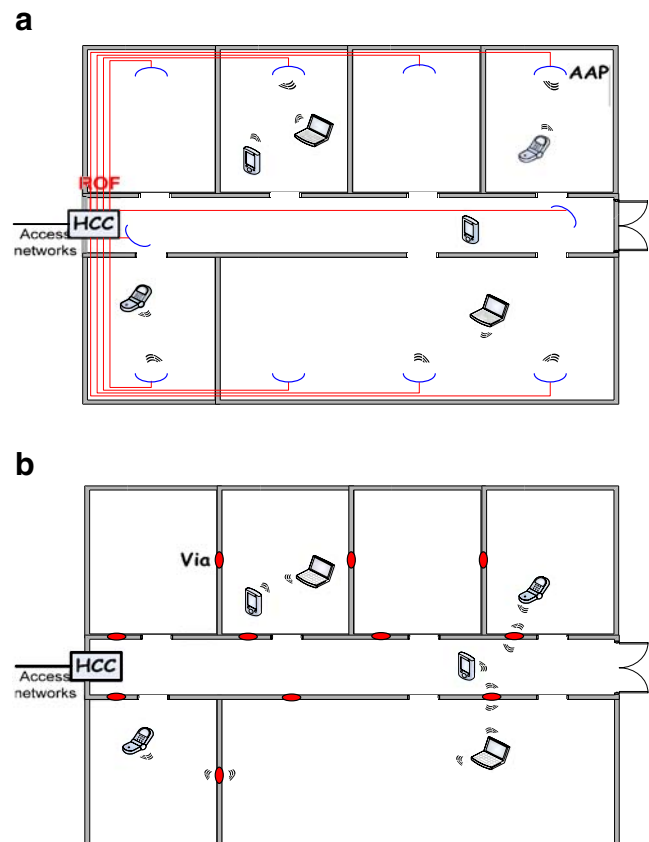 a
AAP
ROF
HCC
Access
networks
b
Via
HCC
Access
networks